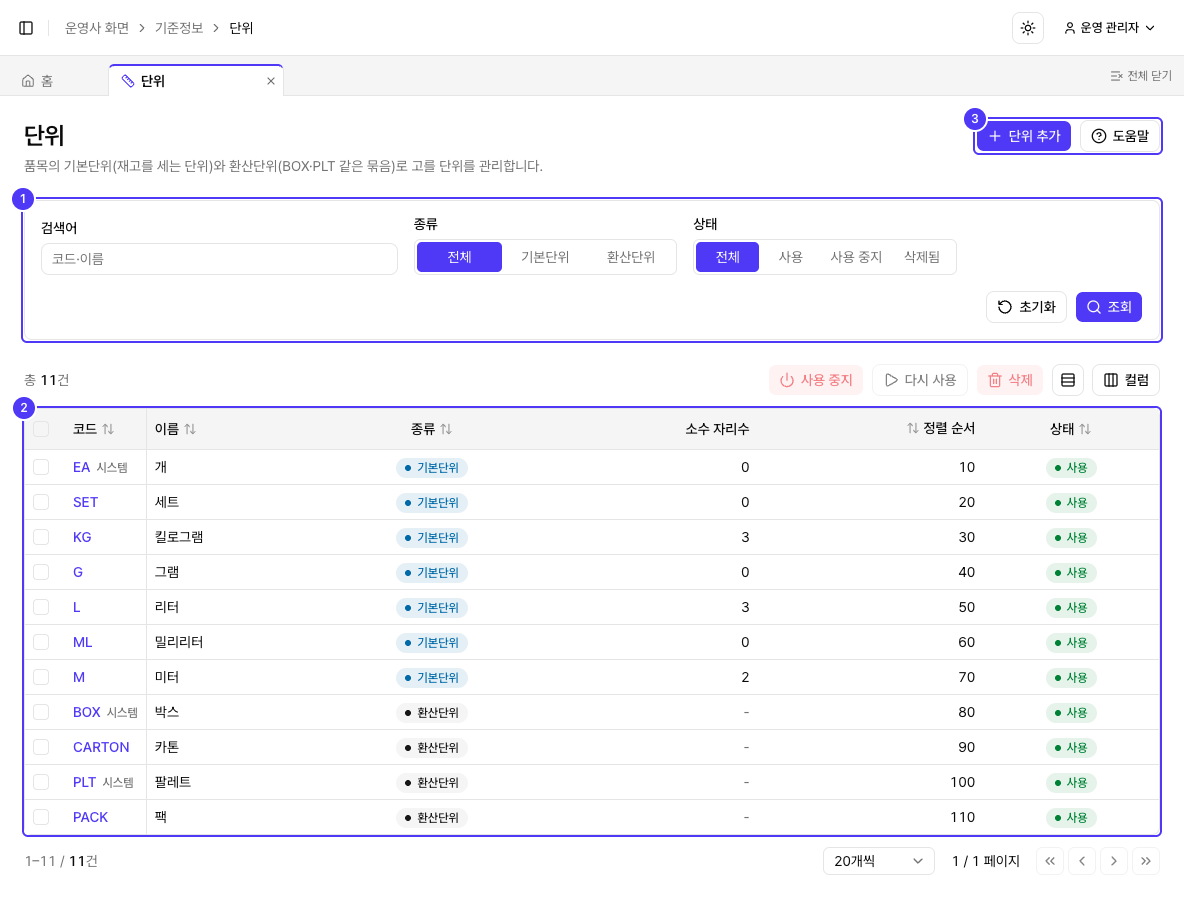 운영사 화면 > 기준정보 > 단위
운영 관리자
홈
단위
전체 닫기
단위
3
단위 추가
도움말
품목의 기본단위(재고를 세는 단위)와 환산단위(BOX·PLT 같은 묶음)로 고를 단위를 관리합니다.
1
검색어
종류
상태
코드·이름
전체 기본단위 환산단위
전체 사용 사용 중지 삭제됨
초기화
조회
총 11건
사용 중지
다시 사용
삭제
컬럼
2
코드 이름 종류 소수 자리수 정렬 순서 상태
EA 시스템 개 기본단위 0 10 사용
SET 세트 기본단위 0 20 사용
KG 킬로그램 기본단위 3 30 사용
G 그램 기본단위 0 40 사용
L 리터 기본단위 3 50 사용
ML 밀리리터 기본단위 0 60 사용
M 미터 기본단위 2 70 사용
BOX 시스템 박스 환산단위 - 80 사용
CARTON 카톤 환산단위 - 90 사용
PLT 시스템 팔레트 환산단위 - 100 사용
PACK 팩 환산단위 - 110 사용
1–11 / 11건
20개씩
1 / 1 페이지